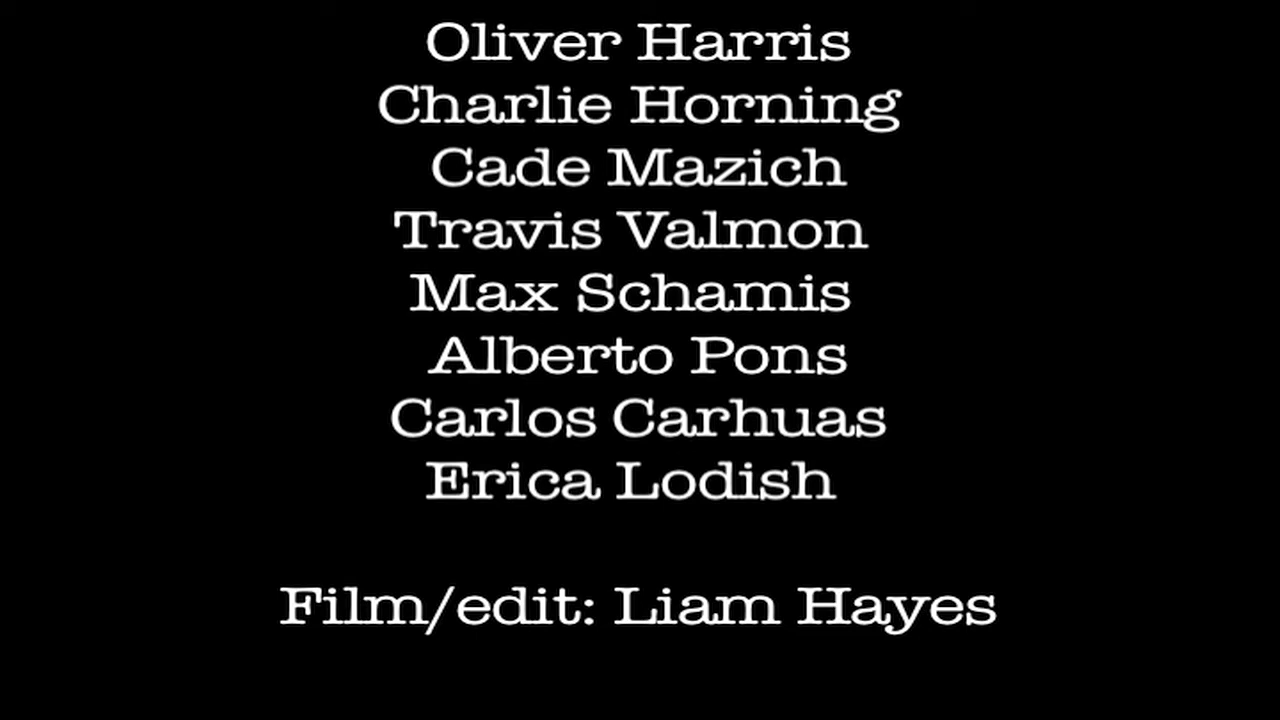 Oliver Harris
Charlie Horning
Cade Mazich
Travis Valmon
Max Schamis
Alberto Pons
Carlos Carhuas
Erica Lodish
Film/edit: Liam Hayes